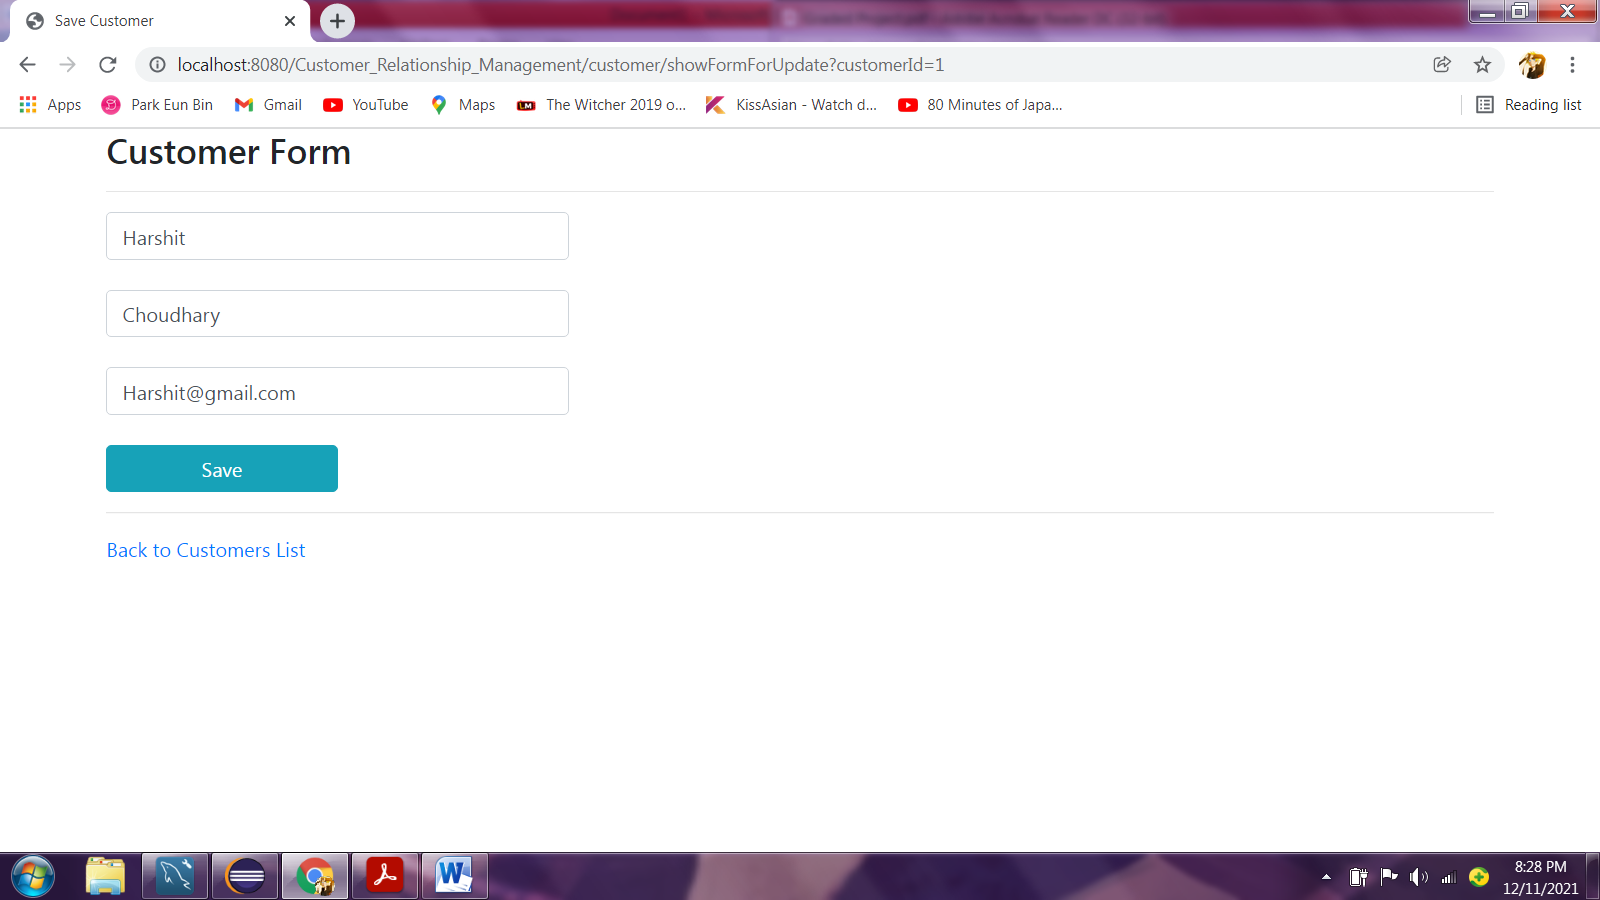 Save Customer
localhost:8080/Customer_Relationship_Management/customer/showFormForUpdate?customerId=1
Apps Park Eun Bin Gmail YouTube Maps LM The Witcher 2019 o... KissAsian - Watch d... 80 Minutes of Japa... Reading list
Customer Form
Harshit
Choudhary
Harshit@gmail.com
Save
Back to Customers List
W
8:28 PM
12/11/2021